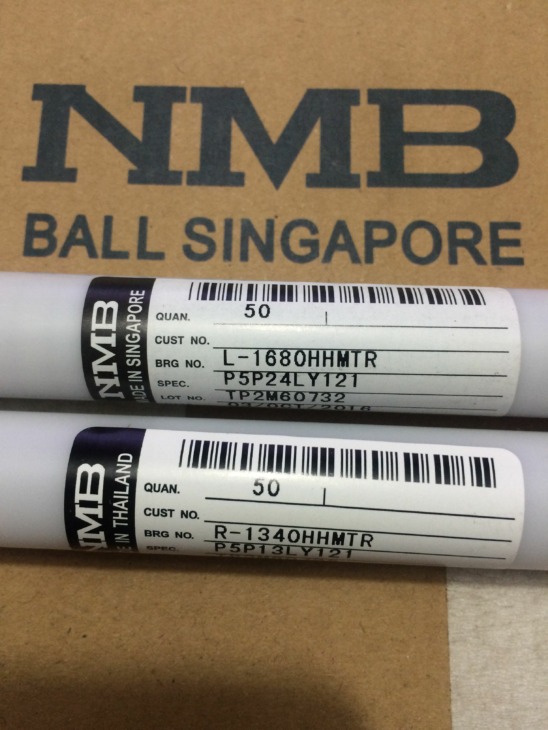 NMB
BALL SINGAPORE
NMB
MADE IN SINGAPORE
QUAN. 50
CUST NO.
BRG NO. L-1680HHMTR
SPEC. P5P24LY121
LOT NO. TP2M60732
NMB
IN THAILAND
QUAN. 50
CUST NO.
BRG NO. R-1340HHMTR
SPEC. P5P13LY121